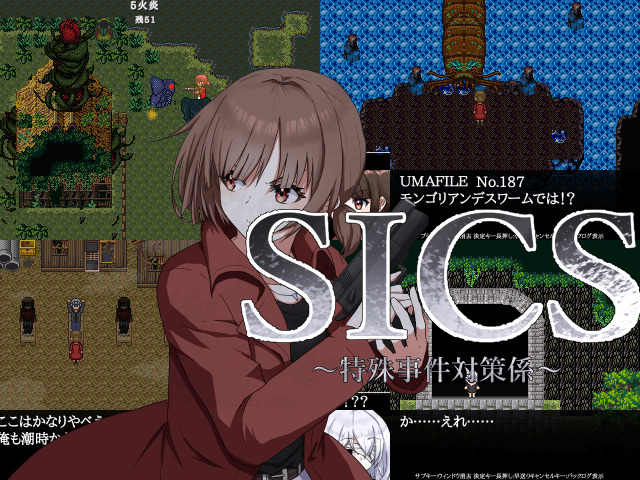 5火炎
残51
UMAFILE No.187
モンゴリアンデスワームでは!?
SICS
～特殊事件対策係～
ここはかなりやべえ
俺も潮時か
???
か……えれ……
サブキー:ウィンドウ消去 決定キー長押し:早送り キャンセルキー:バックログ表示